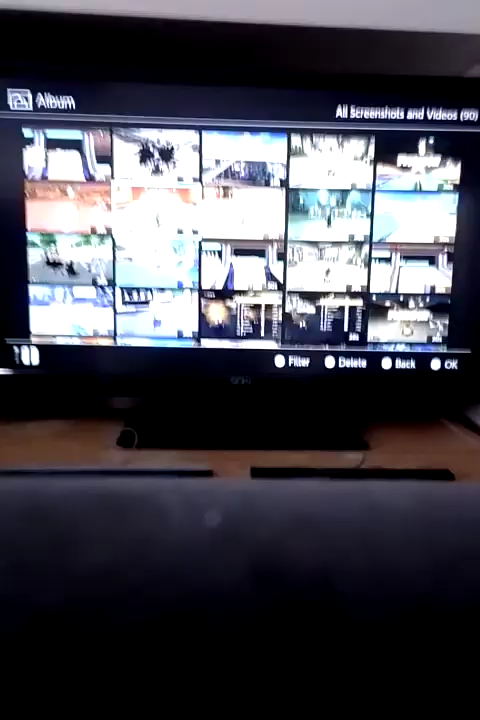 Album
All Screenshots and Videos (90)
Filter
Delete
Back
OK